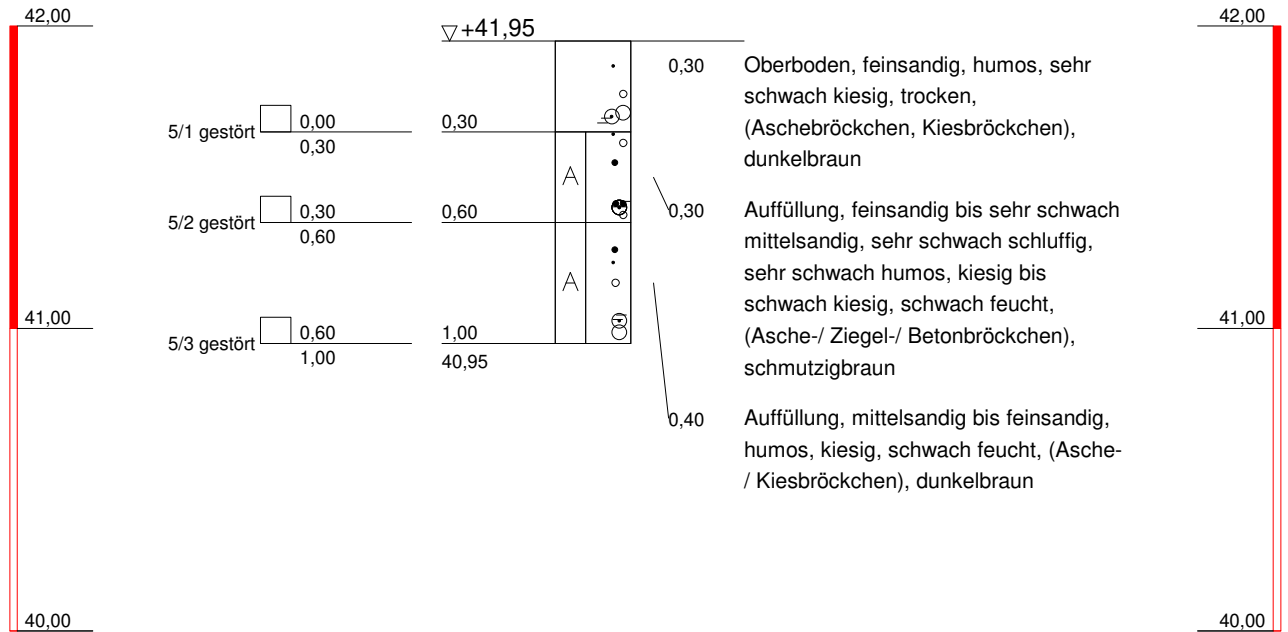 42,00
42,00
+41,95
0,30
Oberboden, feinsandig, humos, sehr
schwach kiesig, trocken,
(Aschebröckchen, Kiesbröckchen),
dunkelbraun
5/1 gestört
0,00
0,30
0,30
A
0,30
Auffüllung, feinsandig bis sehr schwach
mittelsandig, sehr schwach schluffig,
sehr schwach humos, kiesig bis
schwach kiesig, schwach feucht,
(Asche-/ Ziegel-/ Betonbröckchen),
schmutzigbraun
5/2 gestört
0,30
0,60
0,60
A
41,00
41,00
5/3 gestört
0,60
1,00
1,00
40,95
0,40
Auffüllung, mittelsandig bis feinsandig,
humos, kiesig, schwach feucht, (Asche-
/ Kiesbröckchen), dunkelbraun
40,00
40,00